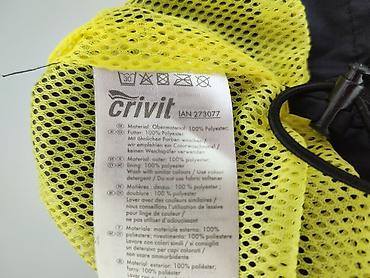 30
crivit IAN 273077
Material: Obermaterial: 100% Polyester;
Futter: 100% Polyester
Mit ähnlichen Farben waschen /
wir empfehlen ein Colorwaschmittel /
keinen Weichspüler verwenden
Material: outer: 100% polyester;
lining: 100% polyester
Wash with similar colours / Use colour
detergent / Do not use fabric softener
Matières : dessus : 100% polyester ;
doublure : 100% polyester
Laver avec des couleurs similaires /
nous conseillons l'utilisation de lessive
pour linge de couleur /
ne pas utiliser d'adoucissant
Materiale: materiale esterno: 100%
poliestere; rivestimento: 100% poliestere
Lavare con colori simili / si consiglia
un detersivo per capi colorati /
non usare ammorbidente
Materiaal: exterior: 100% polyester;